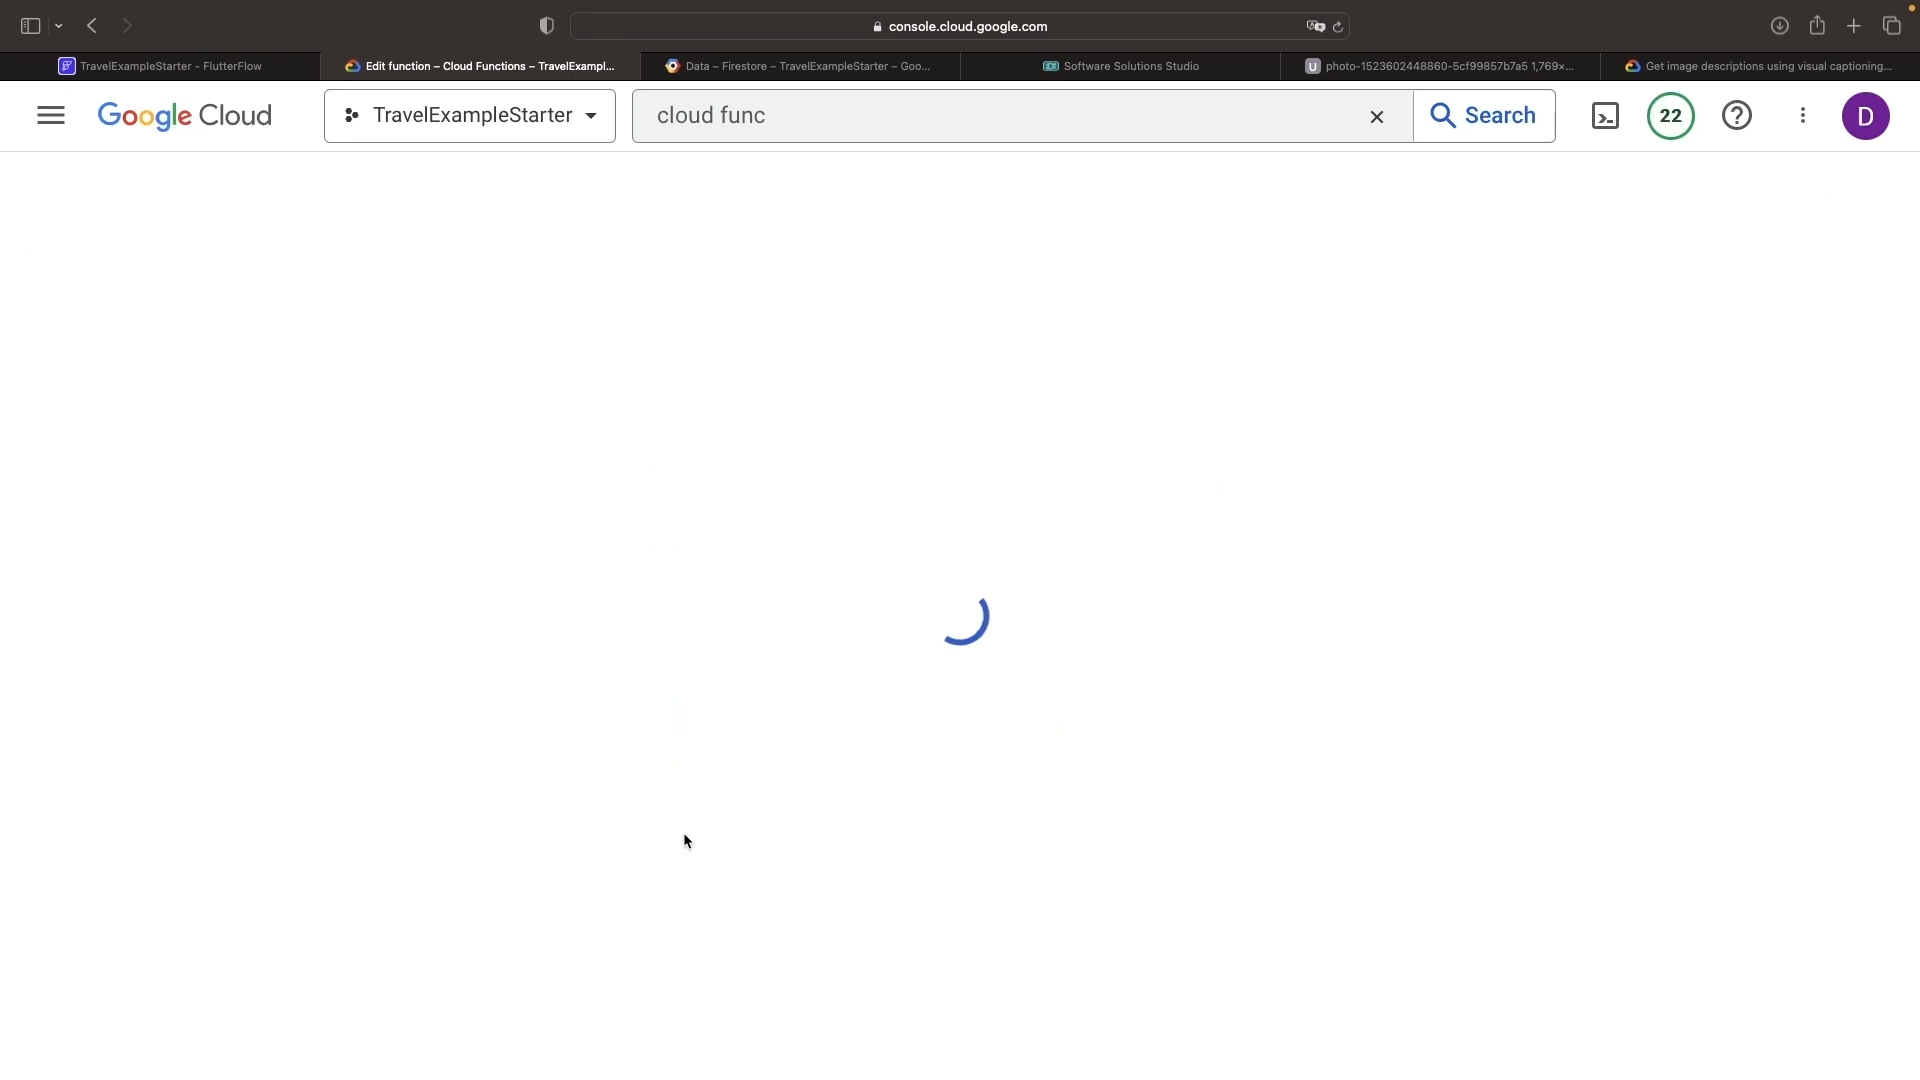 console.cloud.google.com
TravelExampleStarter - FlutterFlow
Edit function – Cloud Functions – TravelExampl...
Data – Firestore – TravelExampleStarter – Goo...
Software Solutions Studio
U photo-1523602448860-5cf99857b7a5 1,769×...
Get image descriptions using visual captioning...
Google Cloud
TravelExampleStarter
cloud func
Search
22
D